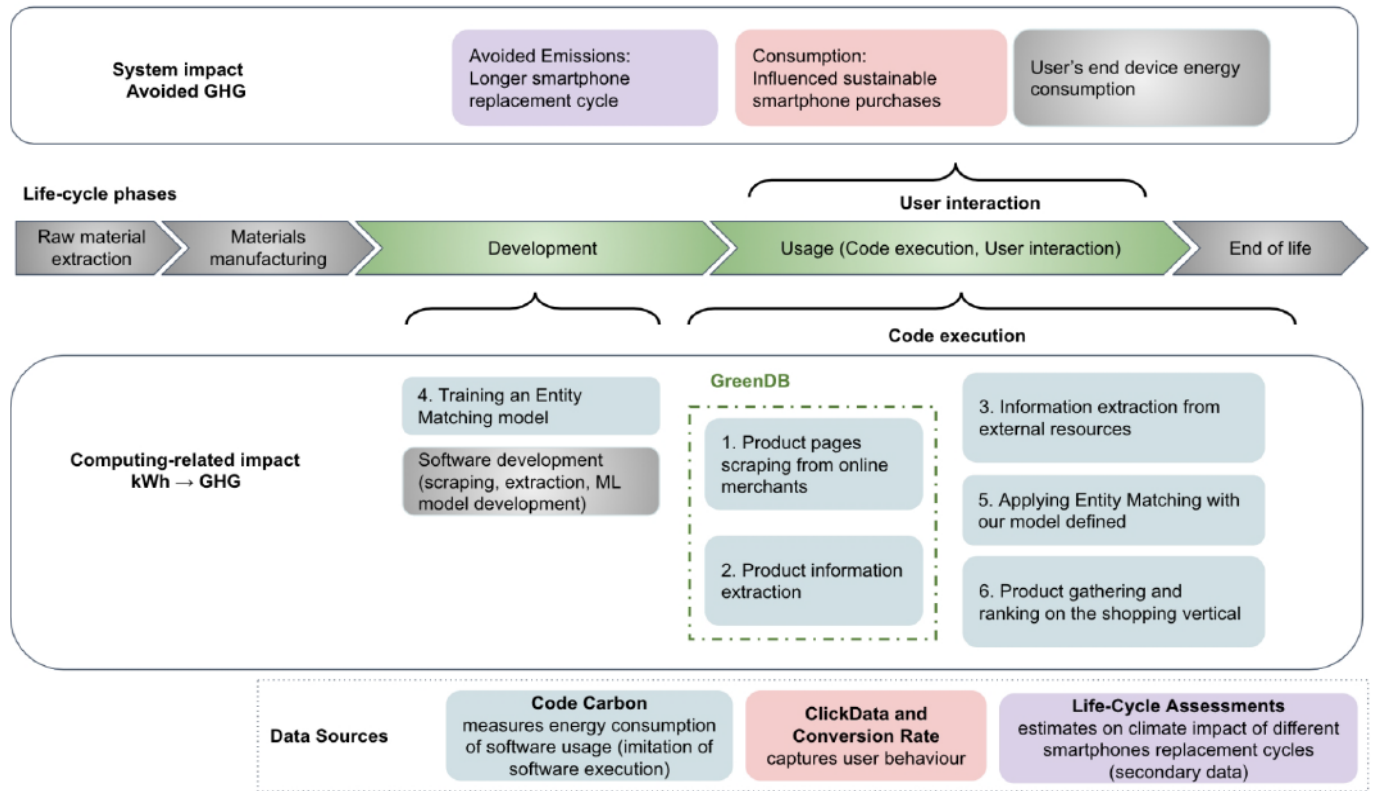 System impact
Avoided GHG
Avoided Emissions:
Longer smartphone
replacement cycle
Consumption:
Influenced sustainable
smartphone purchases
User's end device energy
consumption
Life-cycle phases
User interaction
Raw material
extraction
Materials
manufacturing
Development
Usage (Code execution, User interaction)
End of life
Code execution
Computing-related impact
kWh → GHG
4. Training an Entity
Matching model
Software development
(scraping, extraction, ML
model development)
GreenDB
1. Product pages
scraping from online
merchants
2. Product information
extraction
3. Information extraction from
external resources
5. Applying Entity Matching with
our model defined
6. Product gathering and
ranking on the shopping vertical
Data Sources
Code Carbon
measures energy consumption
of software usage (imitation of
software execution)
ClickData and
Conversion Rate
captures user behaviour
Life-Cycle Assessments
estimates on climate impact of different
smartphones replacement cycles
(secondary data)